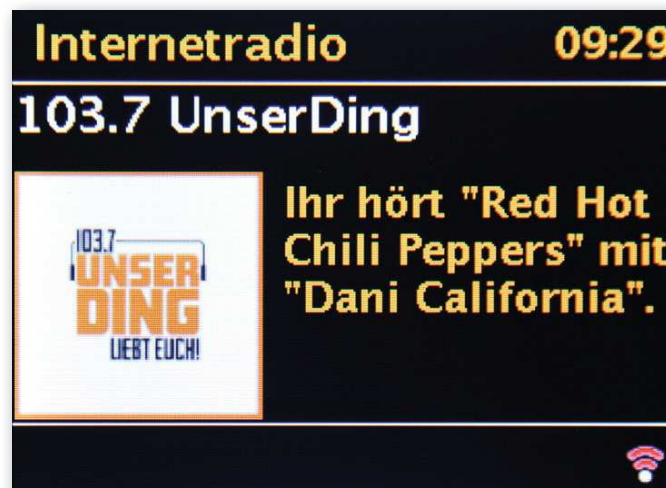 Internetradio 09:29
103.7 UnserDing
103.7
UNSER
DING
LIEBT EUCH!
Ihr hört "Red Hot
Chili Peppers" mit
"Dani California".